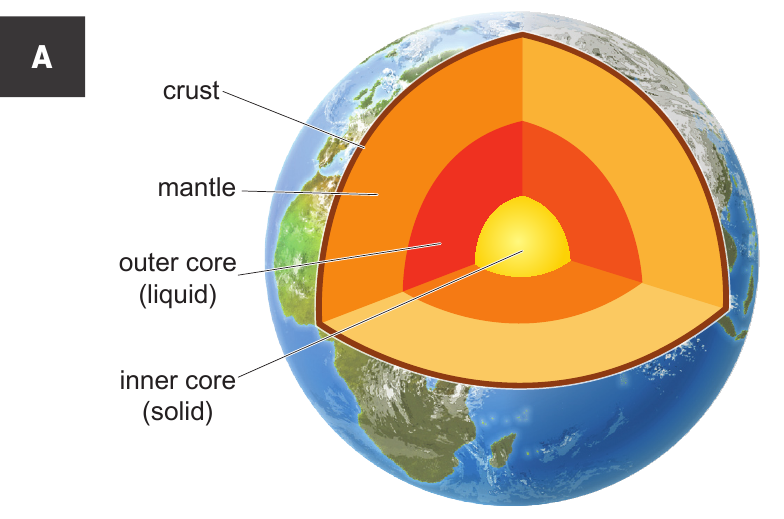 A
crust
mantle
outer core
(liquid)
inner core
(solid)